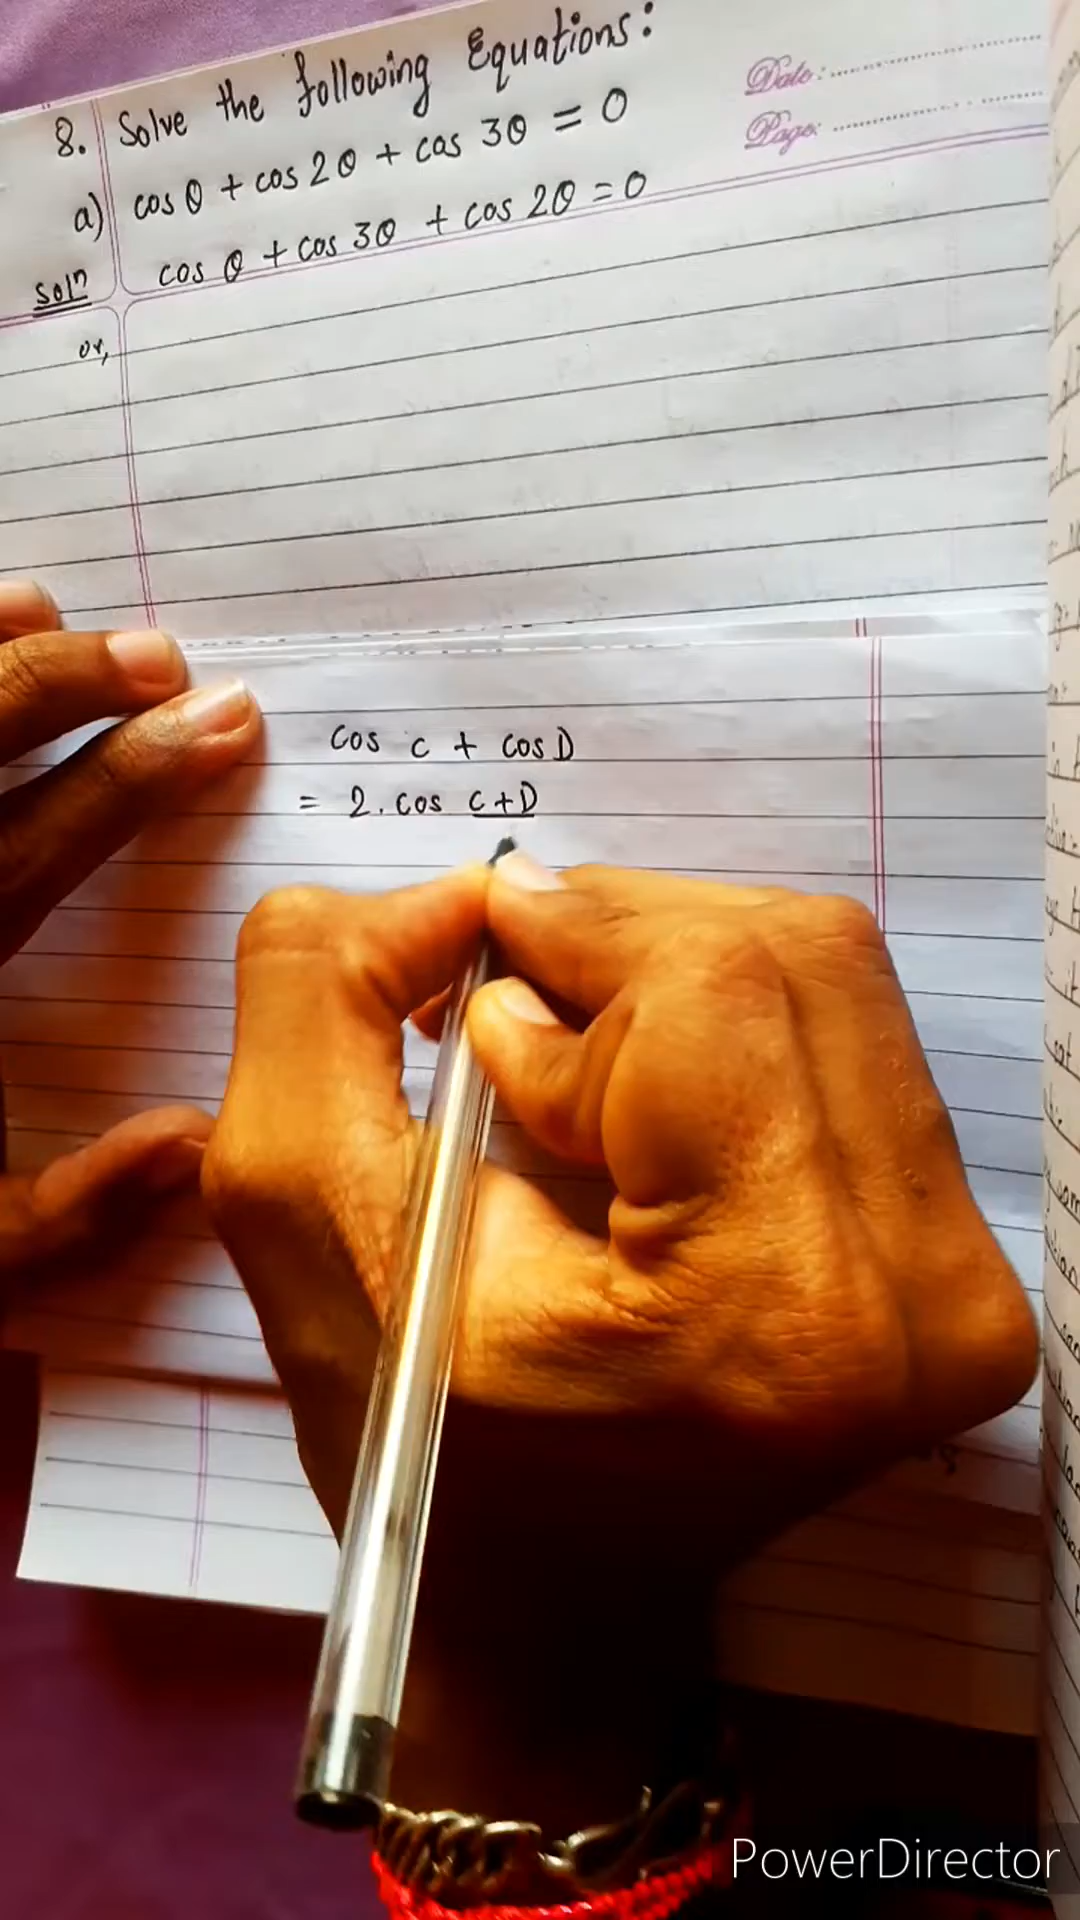 8. Solve the following Equations:
Date:
Page:
a) cos θ + cos 2θ + cos 3θ = 0
Solⁿ cos θ + cos 3θ + cos 2θ = 0
or,
cos C + cos D
= 2. cos C+D
PowerDirector